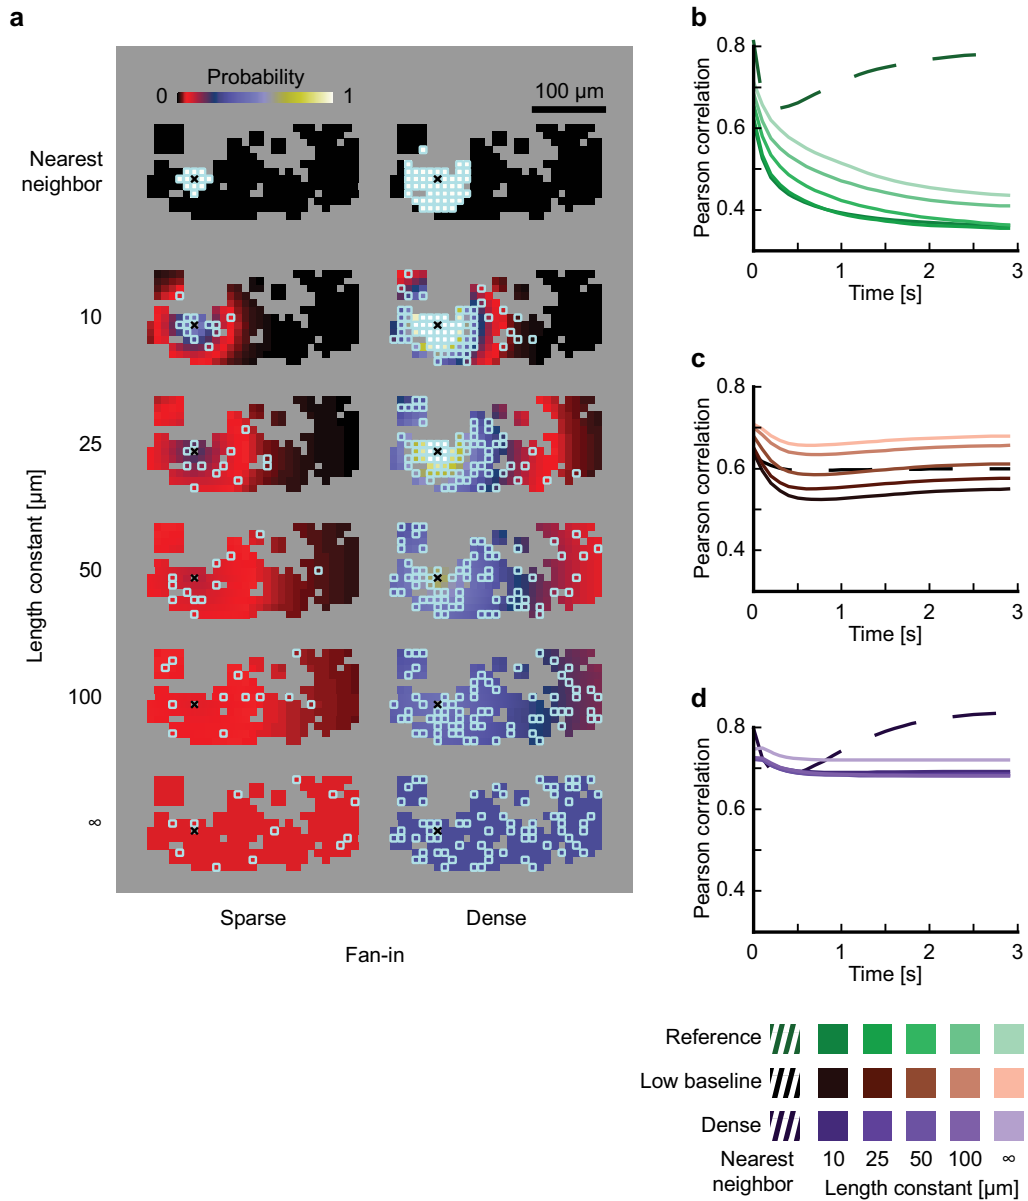 a
Probability
0 1
100 µm
Nearest
neighbor
10
25
50
100
∞
Length constant [µm]
Sparse Dense
Fan-in
b
0.8
0.6
0.4
Pearson correlation
0 1 2 3
Time [s]
c
0.8
0.6
0.4
Pearson correlation
0 1 2 3
Time [s]
d
0.8
0.6
0.4
Pearson correlation
0 1 2 3
Time [s]
Reference
Low baseline
Dense
Nearest
neighbor
10 25 50 100 ∞
Length constant [µm]